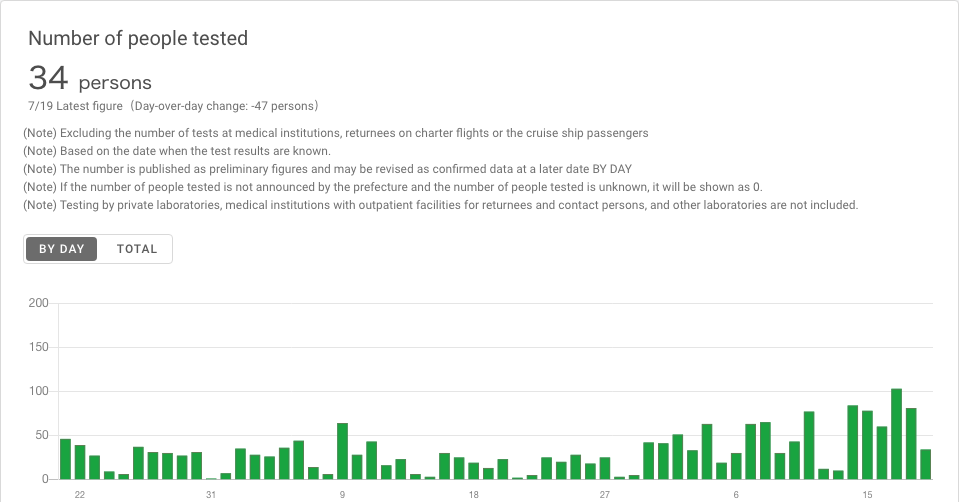 Number of people tested
34 persons
7/19 Latest figure（Day-over-day change: -47 persons）
(Note) Excluding the number of tests at medical institutions, returnees on charter flights or the cruise ship passengers
(Note) Based on the date when the test results are known.
(Note) The number is published as preliminary figures and may be revised as confirmed data at a later date BY DAY
(Note) If the number of people tested is not announced by the prefecture and the number of people tested is unknown, it will be shown as 0.
(Note) Testing by private laboratories, medical institutions with outpatient facilities for returnees and contact persons, and other laboratories are not included.
BY DAY TOTAL
200
150
100
50
0
22 31 9 18 27 6 15